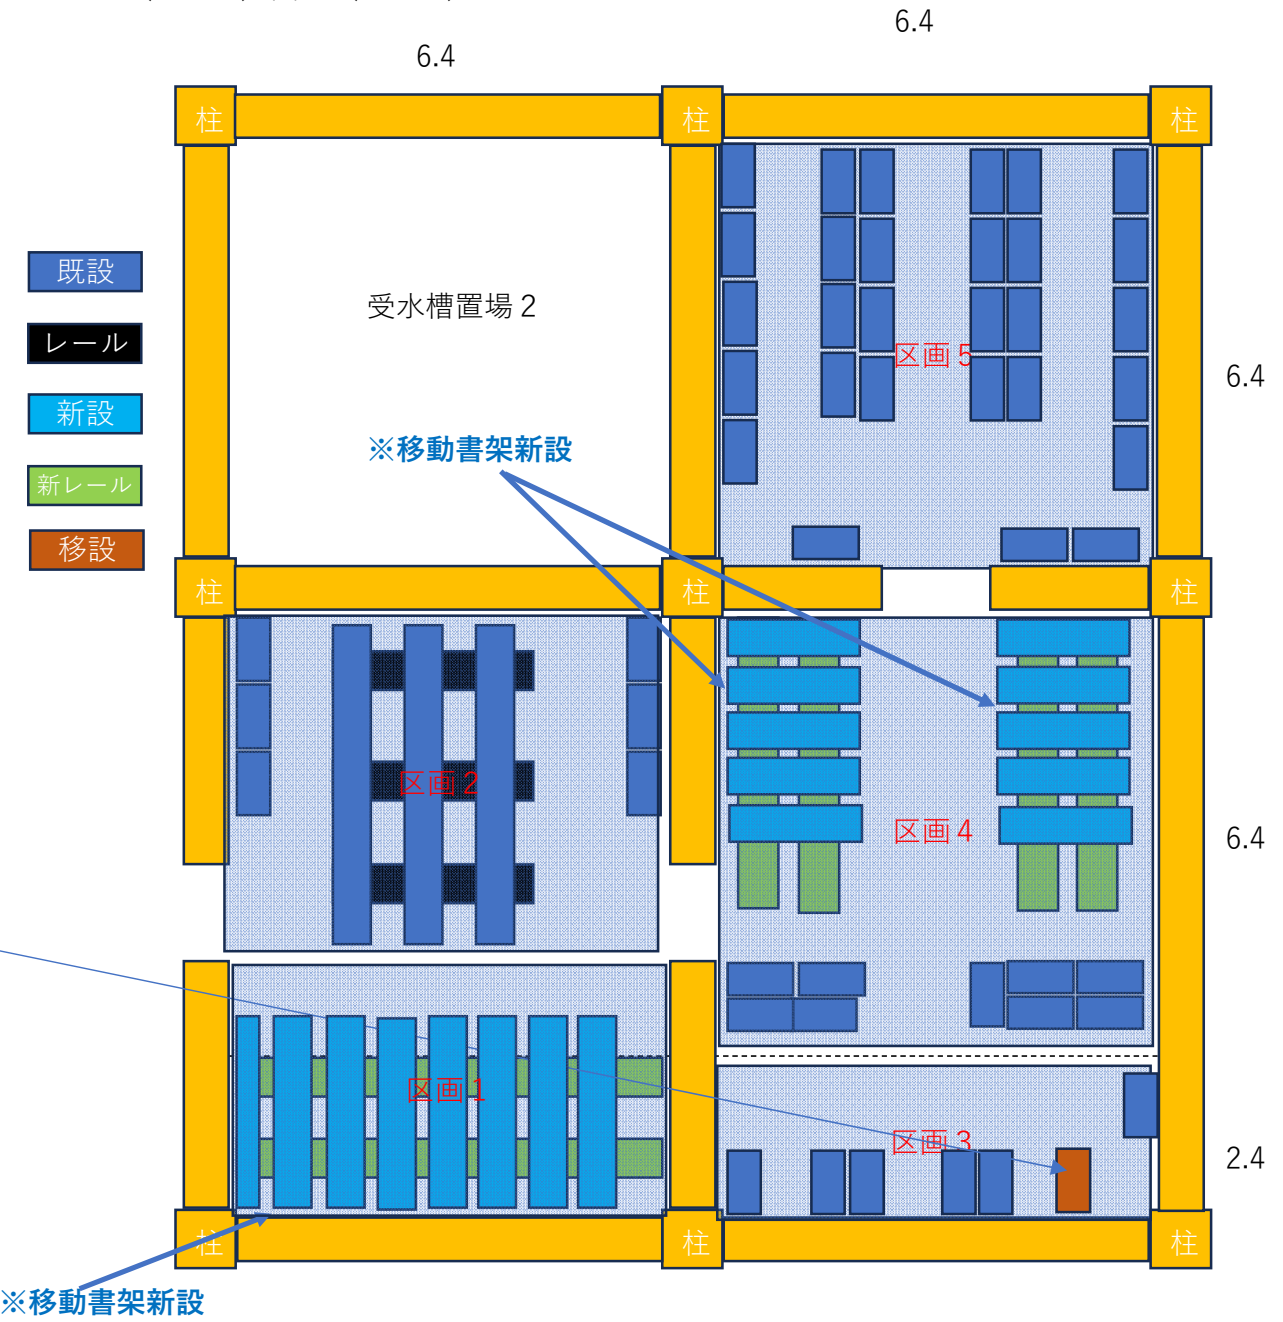 6.4
6.4
柱
柱
柱
既設
レール
新設
新レール
移設
受水槽置場２
※移動書架新設
区画５
6.4
柱
柱
柱
区画２
区画４
6.4
区画１
区画３
2.4
柱
柱
柱
※移動書架新設